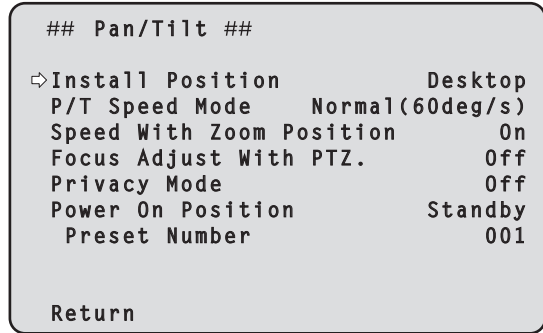 ## Pan/Tilt ##
⇨Install Position Desktop
P/T Speed Mode Normal(60deg/s)
Speed With Zoom Position On
Focus Adjust With PTZ. Off
Privacy Mode Off
Power On Position Standby
Preset Number 001
Return